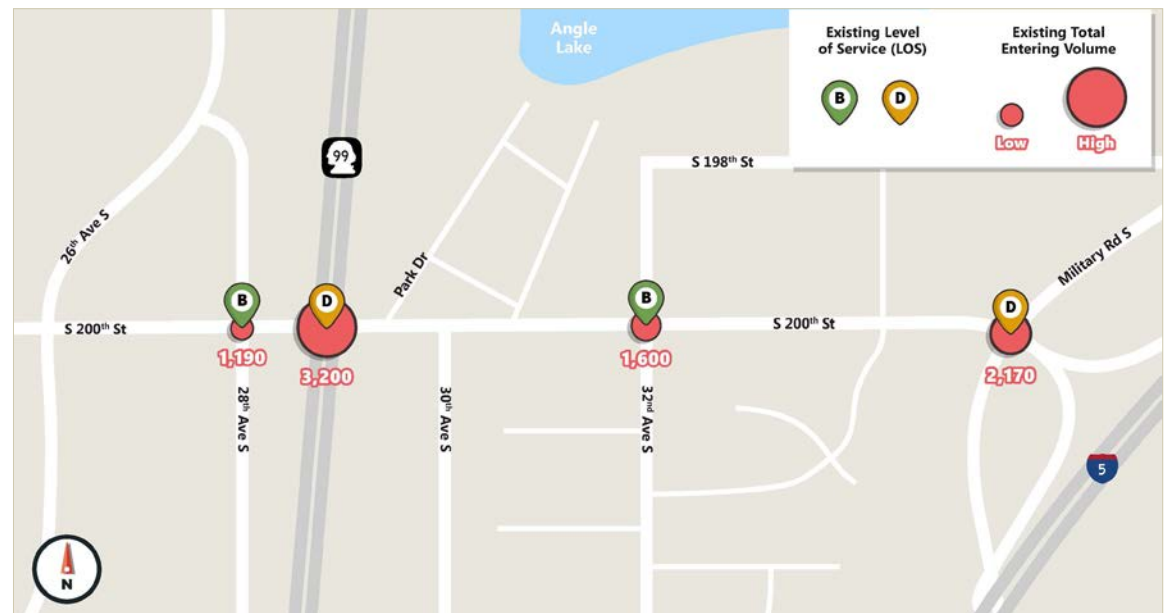 Angle
Lake
Existing Level
of Service (LOS)
B
D
Existing Total
Entering Volume
Low
High
99
S 198th St
26th Ave S
Park Dr
Military Rd S
S 200th St
B
D
B
S 200th St
D
1,190
3,200
1,600
2,170
28th Ave S
30th Ave S
32nd Ave S
5
N